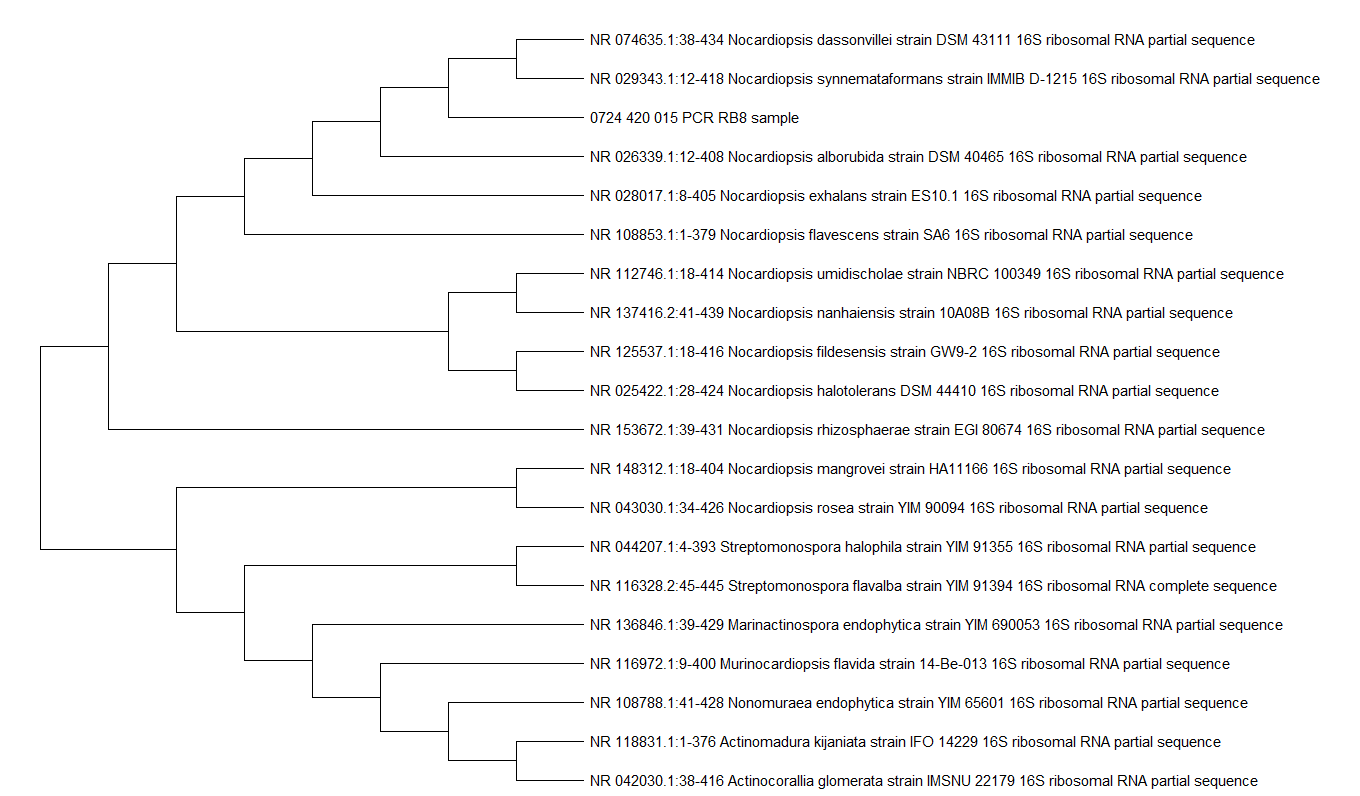 NR 074635.1:38-434 Nocardiopsis dassonvillei strain DSM 43111 16S ribosomal RNA partial sequence
NR 029343.1:12-418 Nocardiopsis synnemataformans strain IMMIB D-1215 16S ribosomal RNA partial sequence
0724 420 015 PCR RB8 sample
NR 026339.1:12-408 Nocardiopsis alborubida strain DSM 40465 16S ribosomal RNA partial sequence
NR 028017.1:8-405 Nocardiopsis exhalans strain ES10.1 16S ribosomal RNA partial sequence
NR 108853.1:1-379 Nocardiopsis flavescens strain SA6 16S ribosomal RNA partial sequence
NR 112746.1:18-414 Nocardiopsis umidischolae strain NBRC 100349 16S ribosomal RNA partial sequence
NR 137416.2:41-439 Nocardiopsis nanhaiensis strain 10A08B 16S ribosomal RNA partial sequence
NR 125537.1:18-416 Nocardiopsis fildesensis strain GW9-2 16S ribosomal RNA partial sequence
NR 025422.1:28-424 Nocardiopsis halotolerans DSM 44410 16S ribosomal RNA partial sequence
NR 153672.1:39-431 Nocardiopsis rhizosphaerae strain EGI 80674 16S ribosomal RNA partial sequence
NR 148312.1:18-404 Nocardiopsis mangrovei strain HA11166 16S ribosomal RNA partial sequence
NR 043030.1:34-426 Nocardiopsis rosea strain YIM 90094 16S ribosomal RNA partial sequence
NR 044207.1:4-393 Streptomonospora halophila strain YIM 91355 16S ribosomal RNA partial sequence
NR 116328.2:45-445 Streptomonospora flavalba strain YIM 91394 16S ribosomal RNA complete sequence
NR 136846.1:39-429 Marinactinospora endophytica strain YIM 690053 16S ribosomal RNA partial sequence
NR 116972.1:9-400 Murinocardiopsis flavida strain 14-Be-013 16S ribosomal RNA partial sequence
NR 108788.1:41-428 Nonomuraea endophytica strain YIM 65601 16S ribosomal RNA partial sequence
NR 118831.1:1-376 Actinomadura kijaniata strain IFO 14229 16S ribosomal RNA partial sequence
NR 042030.1:38-416 Actinocorallia glomerata strain IMSNU 22179 16S ribosomal RNA partial sequence